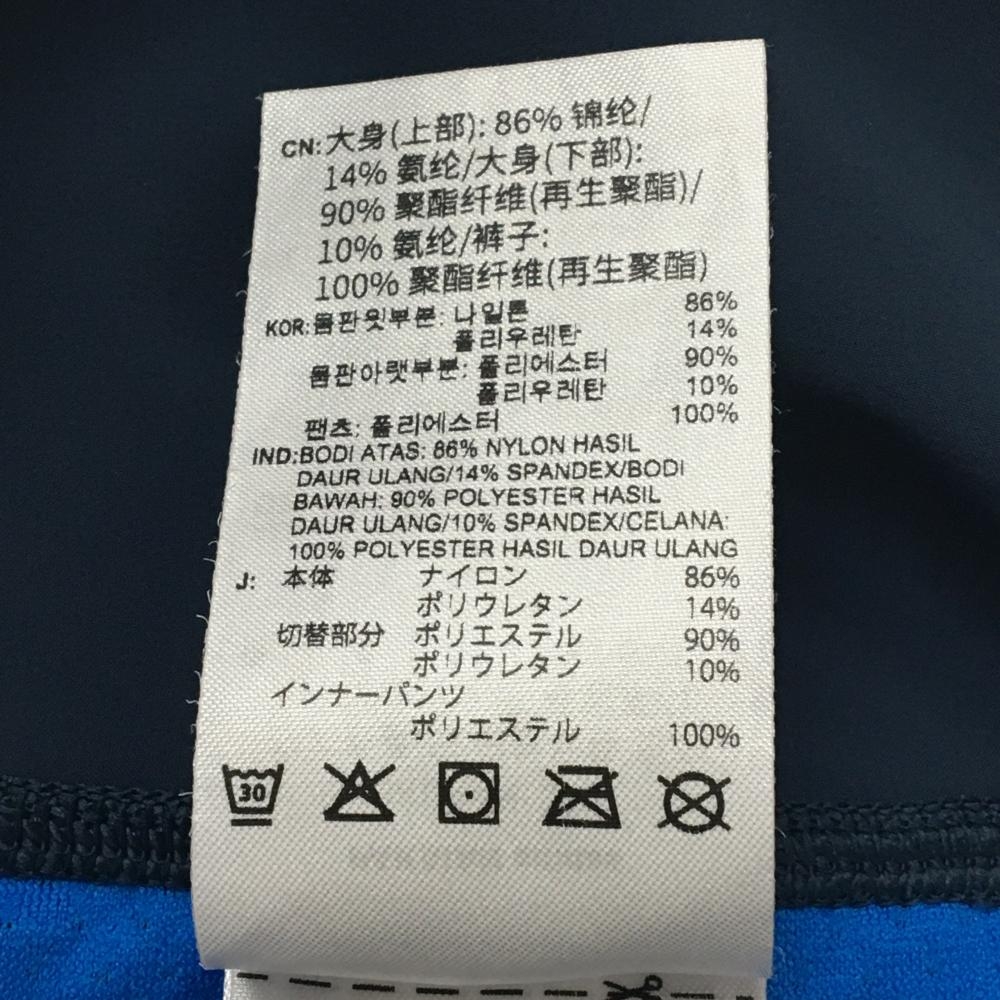 CN:大身(上部): 86% 锦纶/
14% 氨纶/大身(下部):
90% 聚酯纤维(再生聚酯)/
10% 氨纶/裤子:
100% 聚酯纤维(再生聚酯)
KOR:몸판윗부분: 나일론 86%
폴리우레탄 14%
몸판아랫부분: 폴리에스터 90%
폴리우레탄 10%
팬츠: 폴리에스터 100%
IND:BODI ATAS: 86% NYLON HASIL
DAUR ULANG/14% SPANDEX/BODI
BAWAH: 90% POLYESTER HASIL
DAUR ULANG/10% SPANDEX/CELANA:
100% POLYESTER HASIL DAUR ULANG
J: 本体 ナイロン 86%
ポリウレタン 14%
切替部分 ポリエステル 90%
ポリウレタン 10%
インナーパンツ
ポリエステル 100%
30